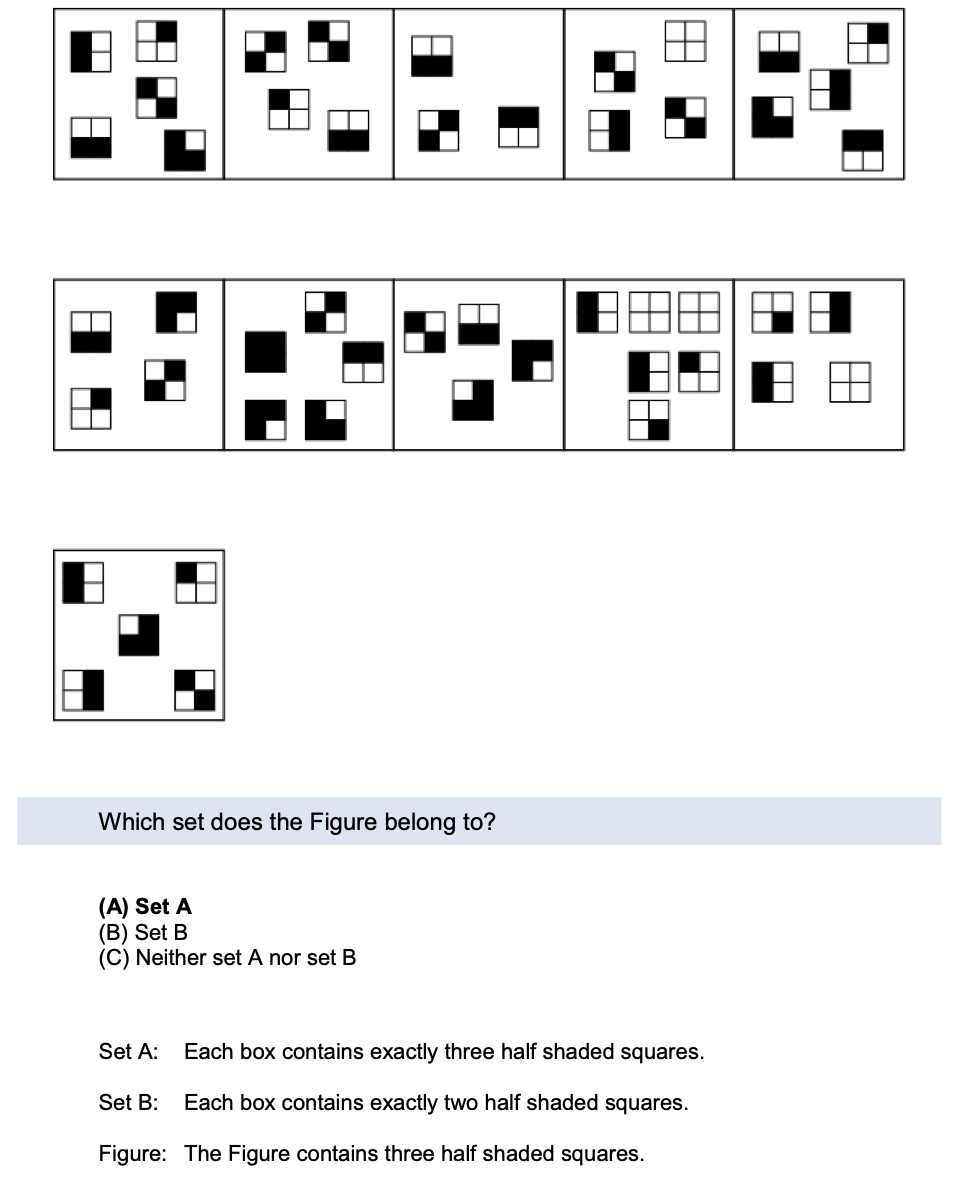 Which set does the Figure belong to?
(A) Set A
(B) Set B
(C) Neither set A nor set B
Set A: Each box contains exactly three half shaded squares.
Set B: Each box contains exactly two half shaded squares.
Figure: The Figure contains three half shaded squares.